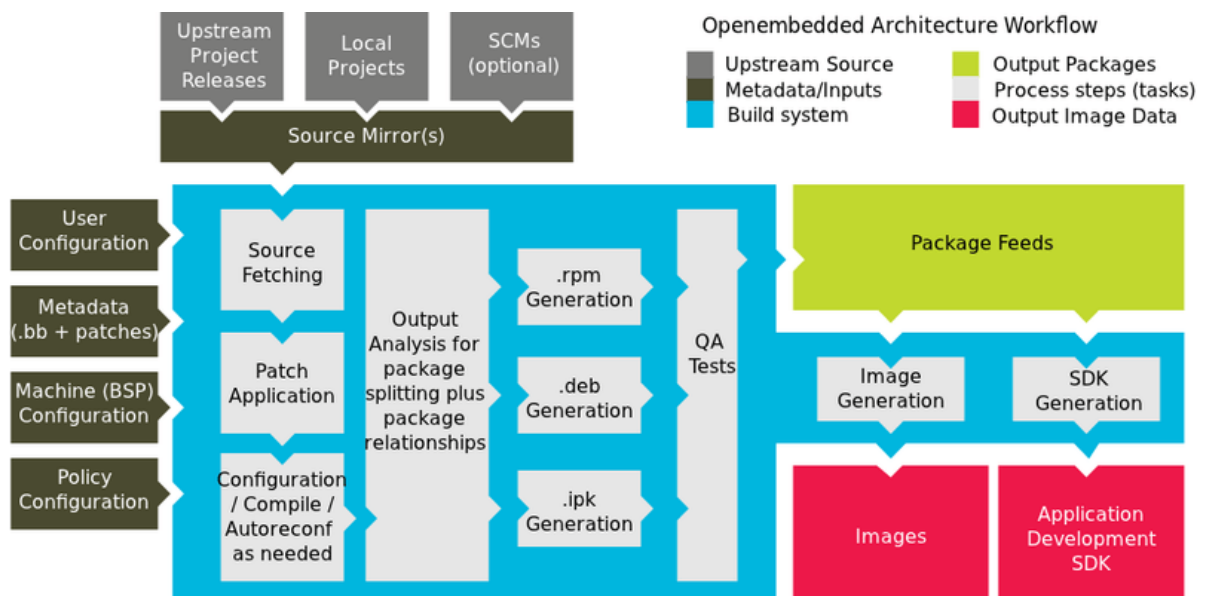 Upstream
Project
Releases
Local
Projects
SCMs
(optional)
Source Mirror(s)
Openembedded Architecture Workflow
Upstream Source
Metadata/Inputs
Build system
Output Packages
Process steps (tasks)
Output Image Data
User
Configuration
Metadata
(.bb + patches)
Machine (BSP)
Configuration
Policy
Configuration
Source
Fetching
Patch
Application
Configuration
/ Compile /
Autoreconf
as needed
Output
Analysis for
package
splitting plus
package
relationships
.rpm
Generation
.deb
Generation
.ipk
Generation
QA
Tests
Package Feeds
Image
Generation
SDK
Generation
Images
Application
Development
SDK